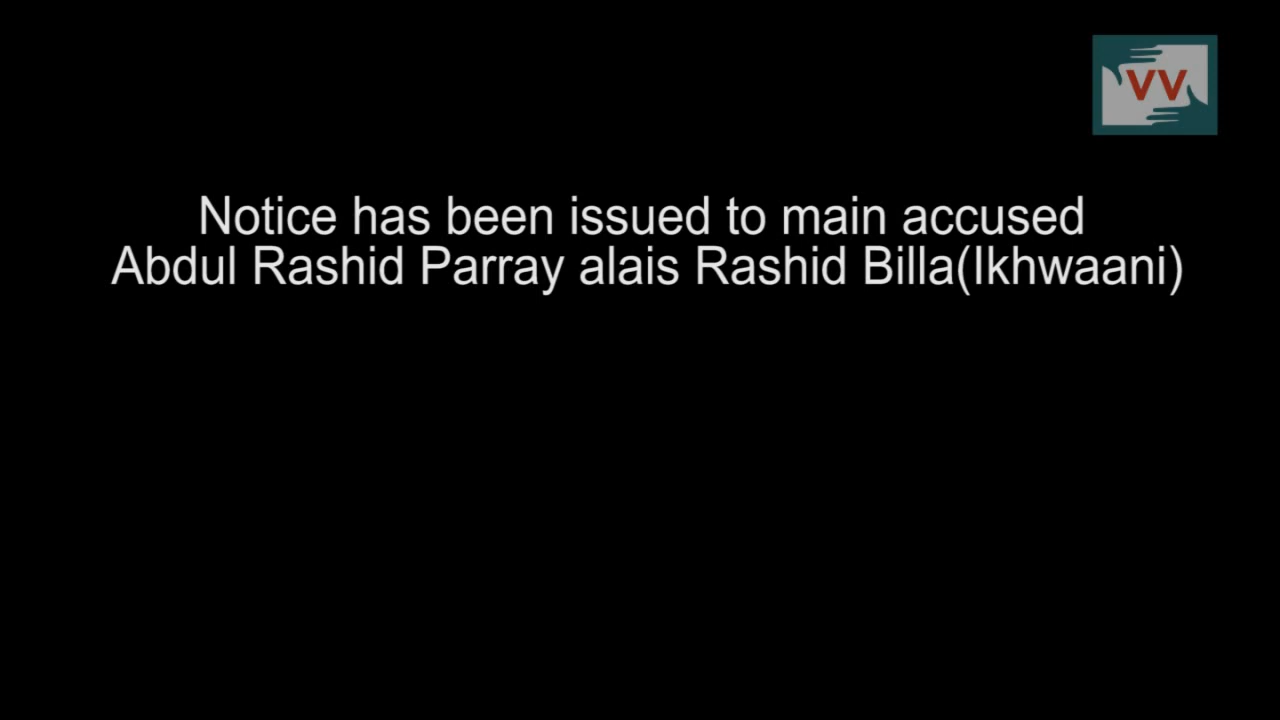 VV
Notice has been issued to main accused
Abdul Rashid Parray alais Rashid Billa(Ikhwaani)